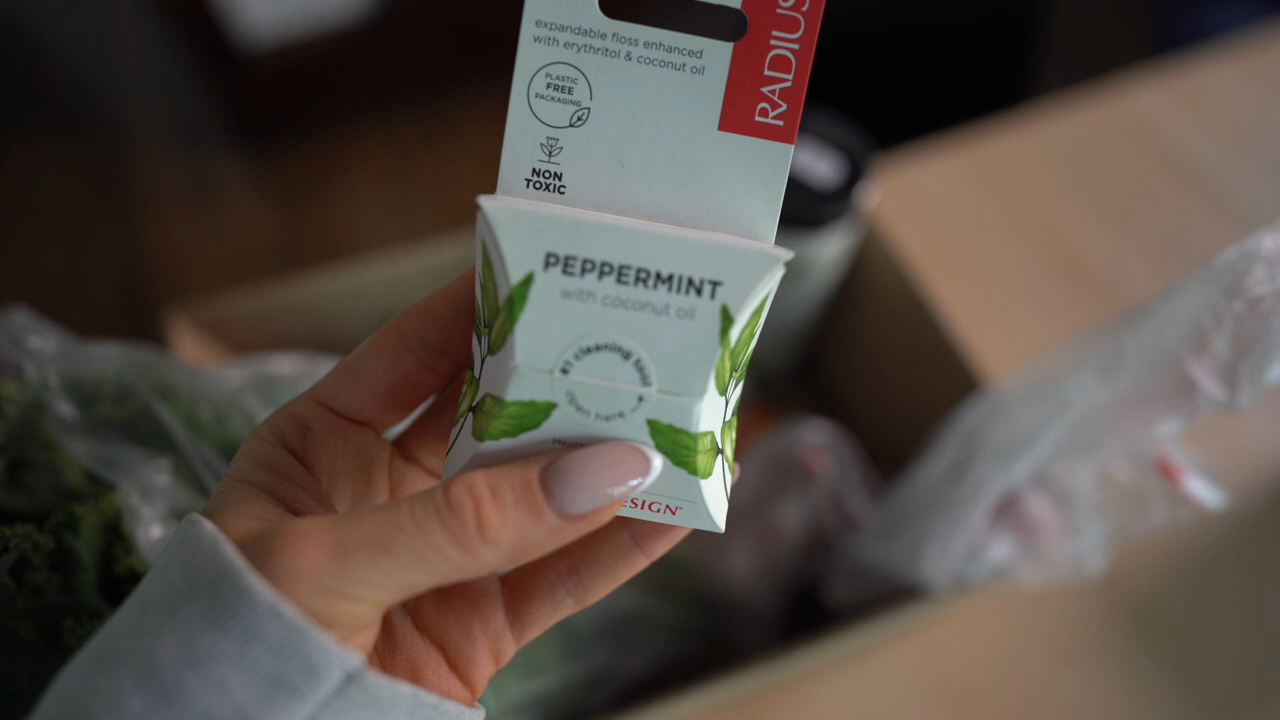 expandable floss enhanced
with erythritol & coconut oil
RADIUS
PLASTIC
FREE
PACKAGING
NON
TOXIC
PEPPERMINT
with coconut oil
#1 cleaning tool
open here
ESIGN™